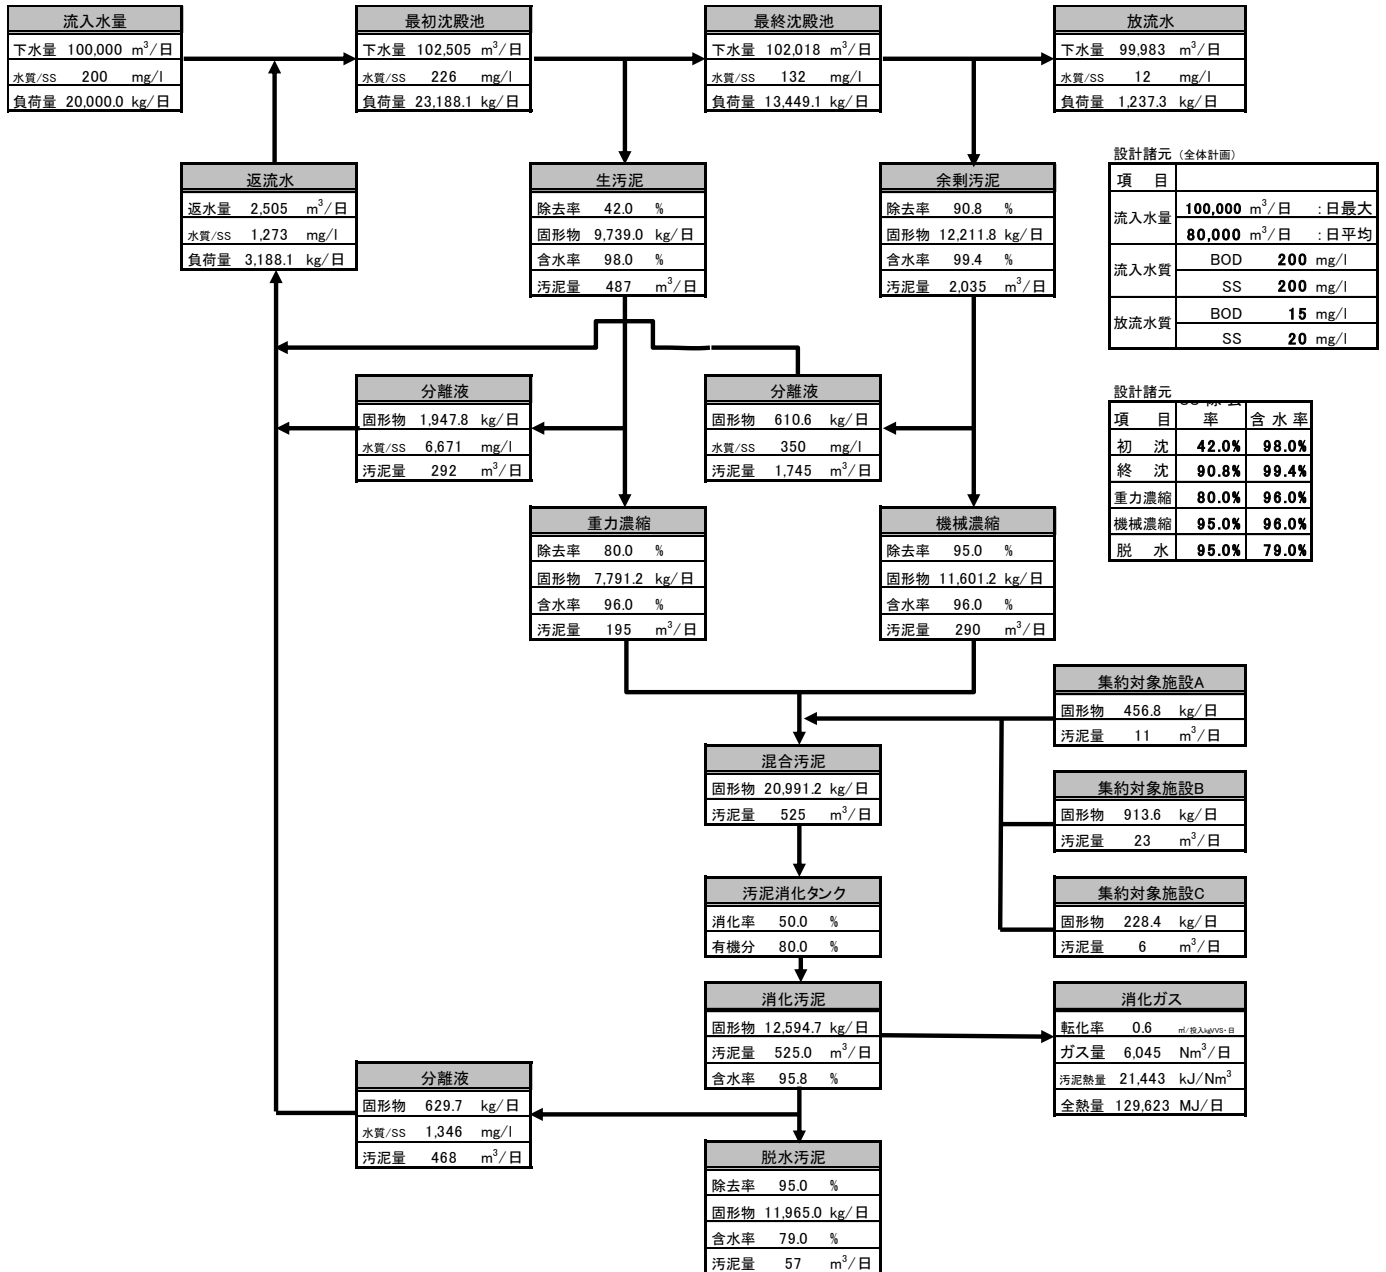 流入水量
下水量 100,000 m³/日
水質/SS 200 mg/l
負荷量 20,000.0 kg/日
最初沈殿池
下水量 102,505 m³/日
水質/SS 226 mg/l
負荷量 23,188.1 kg/日
最終沈殿池
下水量 102,018 m³/日
水質/SS 132 mg/l
負荷量 13,449.1 kg/日
放流水
下水量 99,983 m³/日
水質/SS 12 mg/l
負荷量 1,237.3 kg/日
返流水
返水量 2,505 m³/日
水質/SS 1,273 mg/l
負荷量 3,188.1 kg/日
生汚泥
除去率 42.0 %
固形物 9,739.0 kg/日
含水率 98.0 %
汚泥量 487 m³/日
余剰汚泥
除去率 90.8 %
固形物 12,211.8 kg/日
含水率 99.4 %
汚泥量 2,035 m³/日
設計諸元 (全体計画)
項 目
流入水量 100,000 m³/日 :日最大
80,000 m³/日 :日平均
流入水質 BOD 200 mg/l
SS 200 mg/l
放流水質 BOD 15 mg/l
SS 20 mg/l
分離液
固形物 1,947.8 kg/日
水質/SS 6,671 mg/l
汚泥量 292 m³/日
分離液
固形物 610.6 kg/日
水質/SS 350 mg/l
汚泥量 1,745 m³/日
設計諸元
項 目 率 含水率
初 沈 42.0% 98.0%
終 沈 90.8% 99.4%
重力濃縮 80.0% 96.0%
機械濃縮 95.0% 96.0%
脱 水 95.0% 79.0%
重力濃縮
除去率 80.0 %
固形物 7,791.2 kg/日
含水率 96.0 %
汚泥量 195 m³/日
機械濃縮
除去率 95.0 %
固形物 11,601.2 kg/日
含水率 96.0 %
汚泥量 290 m³/日
集約対象施設A
固形物 456.8 kg/日
汚泥量 11 m³/日
混合汚泥
固形物 20,991.2 kg/日
汚泥量 525 m³/日
集約対象施設B
固形物 913.6 kg/日
汚泥量 23 m³/日
汚泥消化タンク
消化率 50.0 %
有機分 80.0 %
集約対象施設C
固形物 228.4 kg/日
汚泥量 6 m³/日
消化汚泥
固形物 12,594.7 kg/日
汚泥量 525.0 m³/日
含水率 95.8 %
消化ガス
転化率 0.6
ガス量 6,045 Nm³/日
汚泥熱量 21,443 kJ/Nm³
全熱量 129,623 MJ/日
分離液
固形物 629.7 kg/日
水質/SS 1,346 mg/l
汚泥量 468 m³/日
脱水汚泥
除去率 95.0 %
固形物 11,965.0 kg/日
含水率 79.0 %
汚泥量 57 m³/日